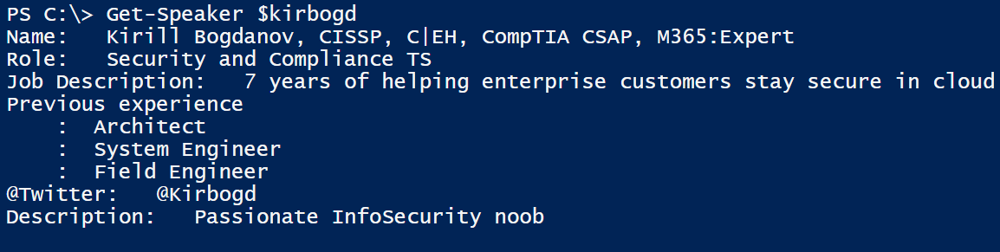 PS C:\> Get-Speaker $kirbogd
Name:   Kirill Bogdanov, CISSP, C|EH, CompTIA CSAP, M365:Expert
Role:   Security and Compliance TS
Job Description:   7 years of helping enterprise customers stay secure in cloud
Previous experience
    :  Architect
    :  System Engineer
    :  Field Engineer
@Twitter:   @Kirbogd
Description:   Passionate InfoSecurity noob